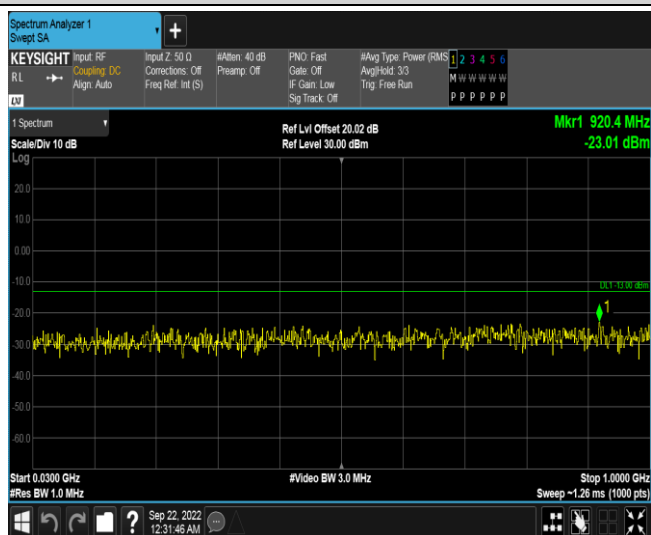 Spectrum Analyzer 1
Swept SA
+
KEYSIGHT
RL
LXI
Input: RF
Coupling: DC
Align: Auto
Input Z: 50 Ω
Corrections: Off
Freq Ref: Int (S)
#Atten: 40 dB
Preamp: Off
PNO: Fast
Gate: Off
IF Gain: Low
Sig Track: Off
#Avg Type: Power (RMS
Avg|Hold: 3/3
Trig: Free Run
1 2 3 4 5 6
M W W W W W
P P P P P P
1 Spectrum
Scale/Div 10 dB
Log
Ref Lvl Offset 20.02 dB
Ref Level 30.00 dBm
Mkr1 920.4 MHz
-23.01 dBm
20.0
10.0
0.00
-10.0
DL1 -13.00 dBm
1
-20.0
-30.0
-40.0
-50.0
-60.0
Start 0.0300 GHz
#Res BW 1.0 MHz
#Video BW 3.0 MHz
Stop 1.0000 GHz
Sweep ~1.26 ms (1000 pts)
?
Sep 22, 2022
12:31:46 AM